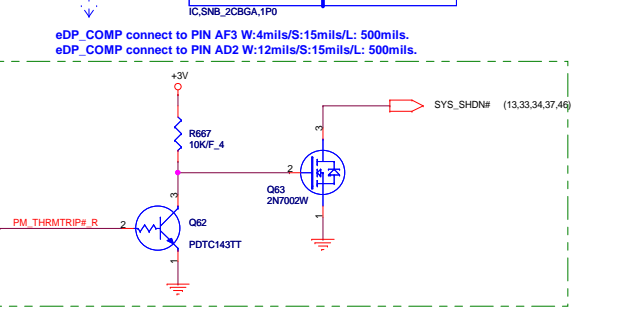 IC,SNB_2CBGA,1P0
eDP_COMP connect to PIN AF3 W:4mils/S:15mils/L: 500mils.
eDP_COMP connect to PIN AD2 W:12mils/S:15mils/L: 500mils.
+3V
SYS_SHDN# (13,33,34,37,46)
3
R667
10K/F_4
2
Q63
2N7002W
3
1
PM_THRMTRIP#_R
2
Q62
PDTC143TT
1